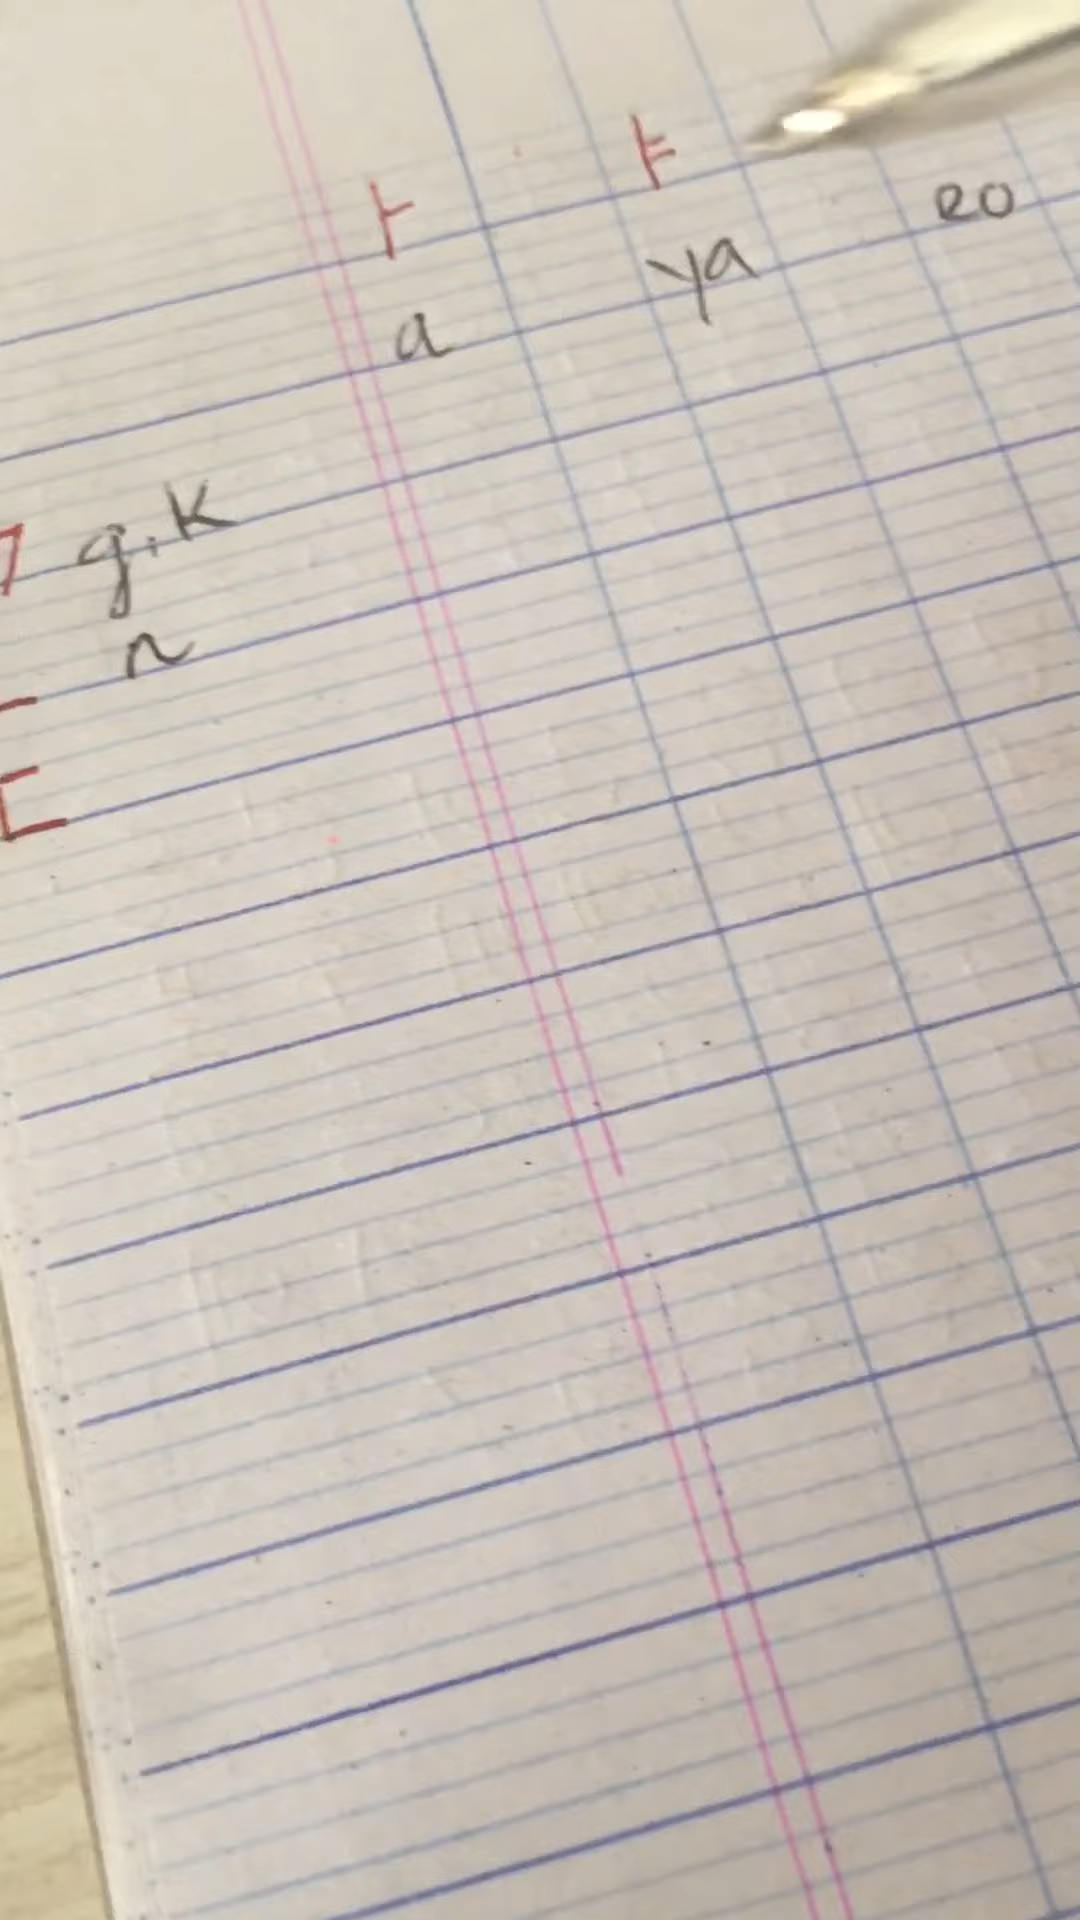 ㅏ ㅑ
a ya eo
ㄱ g, k
ㄴ n
ㄷ